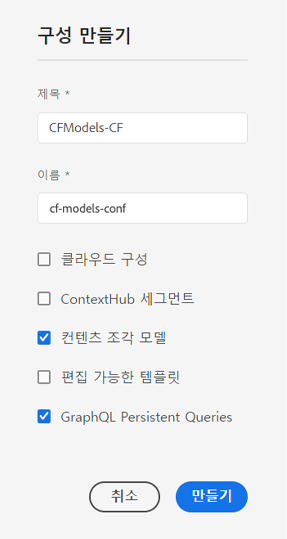 구성 만들기
제목 *
CFModels-CF
이름 *
cf-models-conf
클라우드 구성
ContextHub 세그먼트
컨텐츠 조각 모델
편집 가능한 템플릿
GraphQL Persistent Queries
취소 만들기